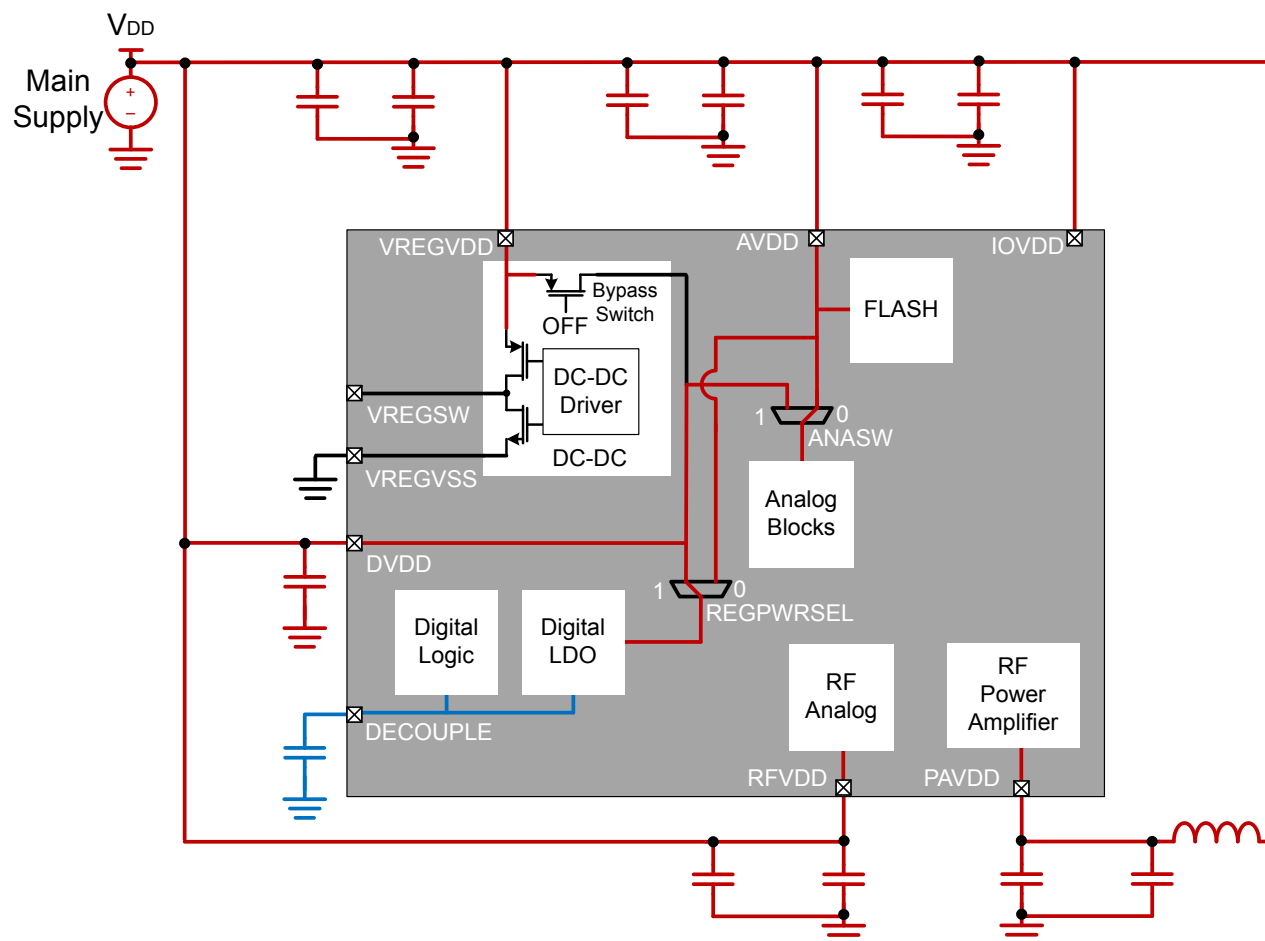 VDD
Main
Supply
+
–
VREGVDD
AVDD
IOVDD
Bypass
Switch
OFF
FLASH
DC-DC
Driver
VREGSW
1
0
ANASW
DC-DC
VREGVSS
Analog
Blocks
DVDD
1
0
REGPWRSEL
Digital
Logic
Digital
LDO
RF
Analog
RF
Power
Amplifier
DECOUPLE
RFVDD
PAVDD